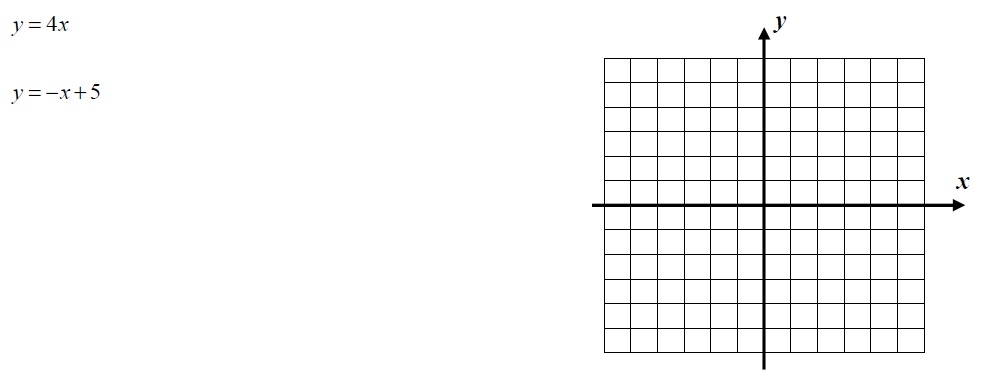 y = 4x
y = −x + 5
y
x